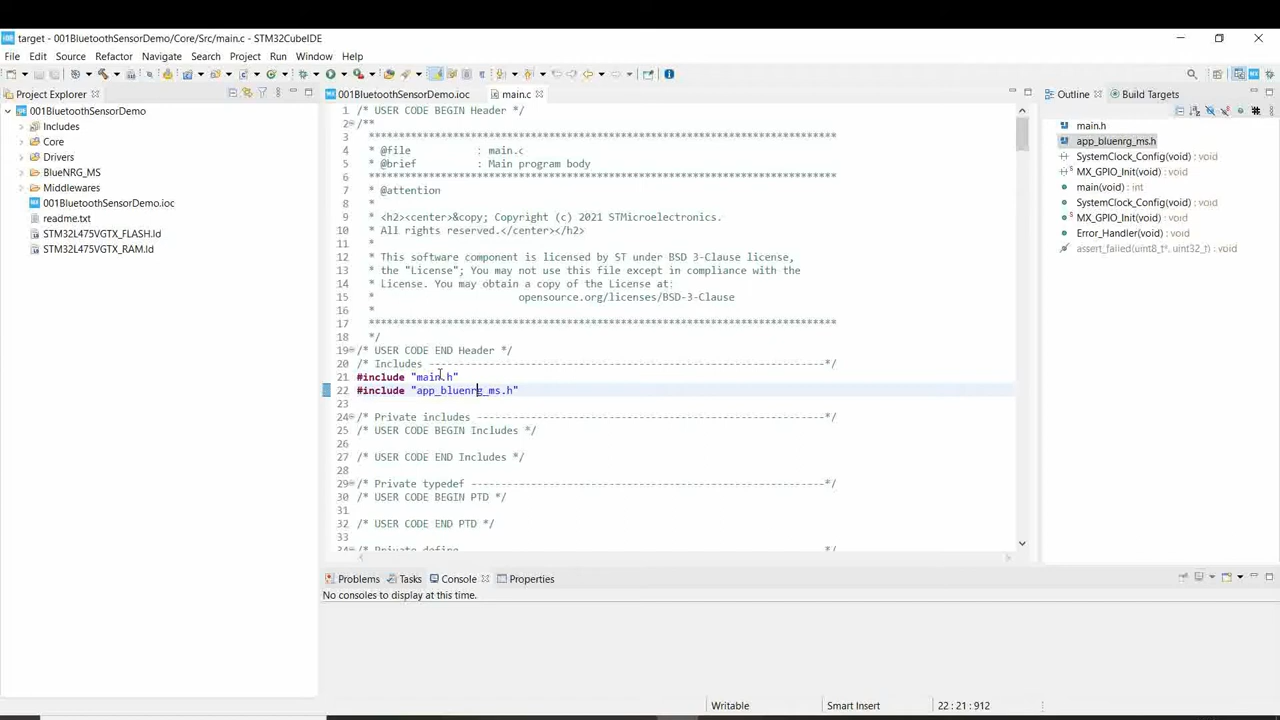 target - 001BluetoothSensorDemo/Core/Src/main.c - STM32CubeIDE
File Edit Source Refactor Navigate Search Project Run Window Help
Project Explorer
001BluetoothSensorDemo
Includes
Core
Drivers
BlueNRG_MS
Middlewares
001BluetoothSensorDemo.ioc
readme.txt
STM32L475VGTX_FLASH.ld
STM32L475VGTX_RAM.ld
001BluetoothSensorDemo.ioc main.c
1 /* USER CODE BEGIN Header */
2 /**
3 ******************************************************************************
4 * @file : main.c
5 * @brief : Main program body
6 ******************************************************************************
7 * @attention
8 *
9 * <h2><center>&copy; Copyright (c) 2021 STMicroelectronics.
10 * All rights reserved.</center></h2>
11 *
12 * This software component is licensed by ST under BSD 3-Clause license,
13 * the "License"; You may not use this file except in compliance with the
14 * License. You may obtain a copy of the License at:
15 * opensource.org/licenses/BSD-3-Clause
16 *
17 ******************************************************************************
18 */
19 /* USER CODE END Header */
20 /* Includes ------------------------------------------------------------------*/
21 #include "main.h"
22 #include "app_bluenrg_ms.h"
23
24 /* Private includes ----------------------------------------------------------*/
25 /* USER CODE BEGIN Includes */
26
27 /* USER CODE END Includes */
28
29 /* Private typedef -----------------------------------------------------------*/
30 /* USER CODE BEGIN PTD */
31
32 /* USER CODE END PTD */
33
34 /* Private define ------------------------------------------------------------*/
Outline Build Targets
main.h
app_bluenrg_ms.h
SystemClock_Config(void) : void
MX_GPIO_Init(void) : void
main(void) : int
SystemClock_Config(void) : void
MX_GPIO_Init(void) : void
Error_Handler(void) : void
assert_failed(uint8_t*, uint32_t) : void
Problems Tasks Console Properties
No consoles to display at this time.
Writable Smart Insert 22 : 21 : 912